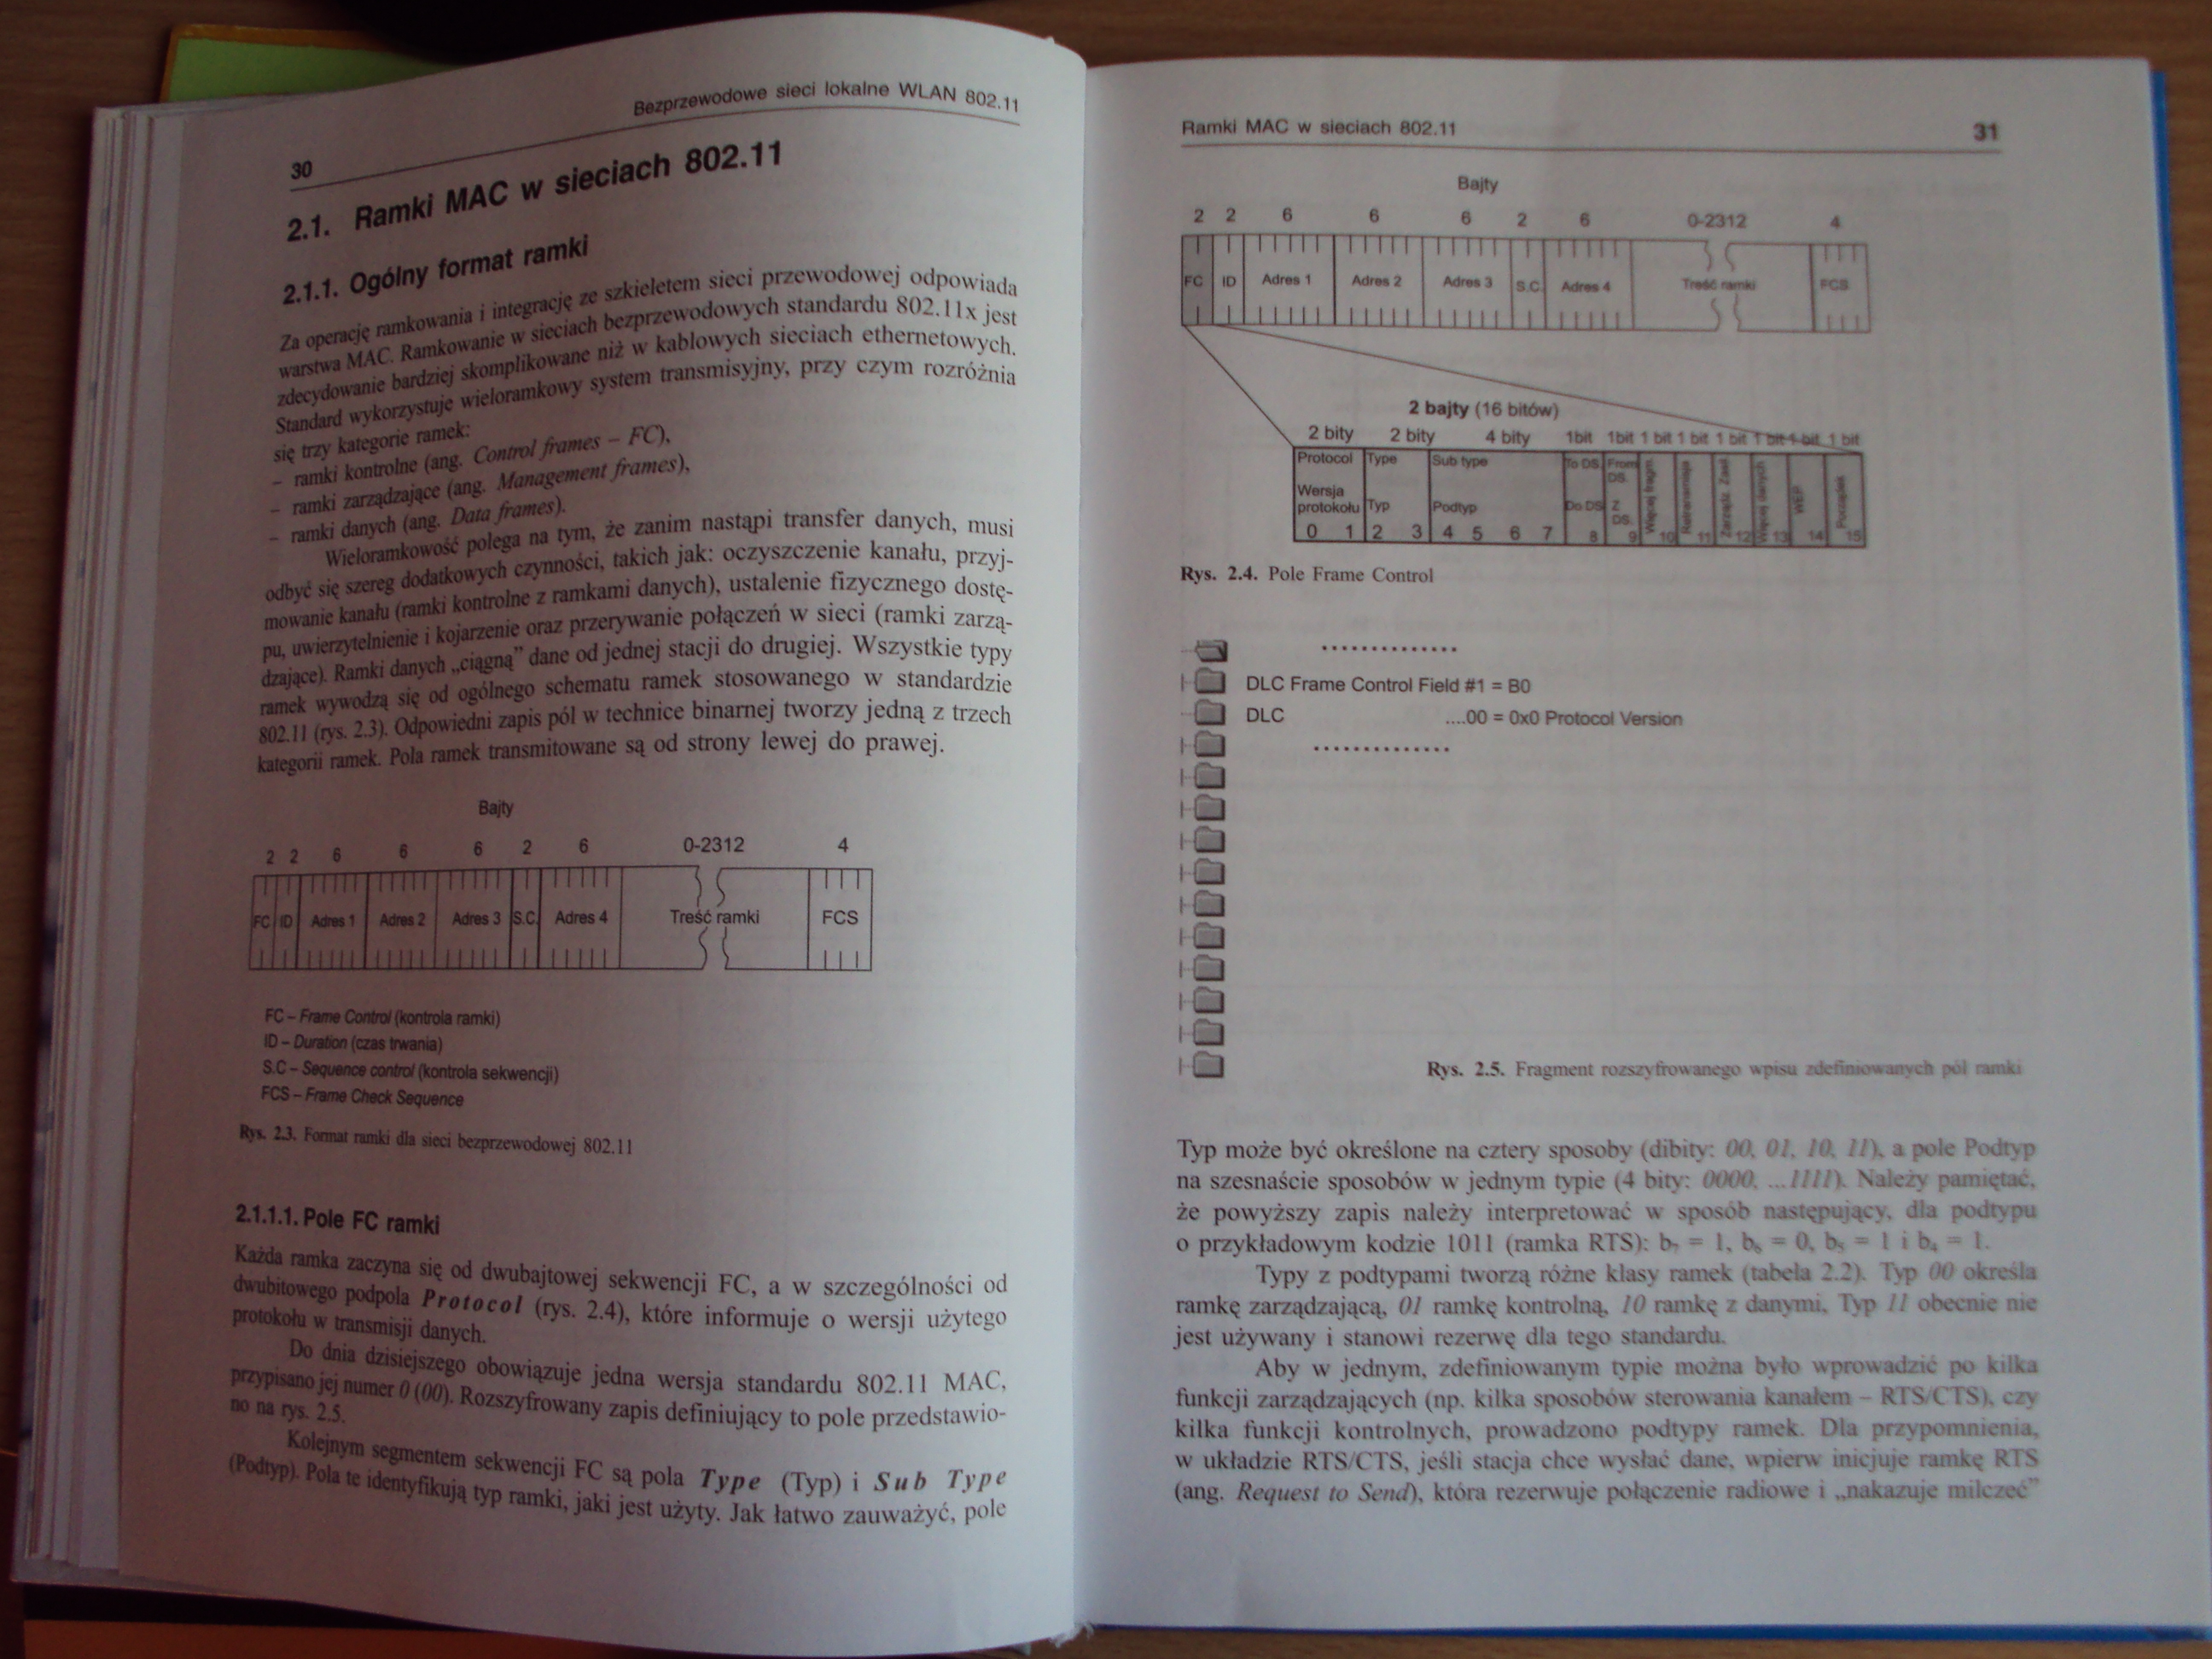 30
Bezprzewodowe sieci lokalne WLAN 802.11
2.1. Ramki MAC w sieciach 802.11
2.1.1. Ogólny format ramki
Za operację ramkowania i integrację ze szkieletem sieci przewodowej odpowiada
warstwa MAC. Ramkowanie w sieciach bezprzewodowych standardu 802.11x jest
zdecydowanie bardziej skomplikowane niż w kablowych sieciach ethernetowych.
Standard wykorzystuje wieloramkowy system transmisyjny, przy czym rozróżnia
się trzy kategorie ramek:
– ramki kontrolne (ang. Control frames – FC),
– ramki zarządzające (ang. Management frames),
– ramki danych (ang. Data frames).
Wieloramkowość polega na tym, że zanim nastąpi transfer danych, musi
odbyć się szereg dodatkowych czynności, takich jak: oczyszczenie kanału, przyj-
mowanie kanału (ramki kontrolne z ramkami danych), ustalenie fizycznego dostę-
pu, uwierzytelnienie i kojarzenie oraz przerywanie połączeń w sieci (ramki zarzą-
dzające). Ramki danych „ciągną” dane od jednej stacji do drugiej. Wszystkie typy
ramek wywodzą się od ogólnego schematu ramek stosowanego w standardzie
802.11 (rys. 2.3). Odpowiedni zapis pól w technice binarnej tworzy jedną z trzech
kategorii ramek. Pola ramek transmitowane są od strony lewej do prawej.
Bajty
2 2 6 6 6 2 6 0-2312 4
FC ID Adres 1 Adres 2 Adres 3 S.C. Adres 4 Treść ramki FCS
FC – Frame Control (kontrola ramki)
ID – Duration (czas trwania)
S.C – Sequence control (kontrola sekwencji)
FCS – Frame Check Sequence
Rys. 2.3. Format ramki dla sieci bezprzewodowej 802.11
2.1.1.1. Pole FC ramki
Każda ramka zaczyna się od dwubajtowej sekwencji FC, a w szczególności od
dwubitowego podpola Protocol (rys. 2.4), które informuje o wersji użytego
protokołu w transmisji danych.
Do dnia dzisiejszego obowiązuje jedna wersja standardu 802.11 MAC,
przypisano jej numer 0 (00). Rozszyfrowany zapis definiujący to pole przedstawio-
no na rys. 2.5.
Kolejnym segmentem sekwencji FC są pola Type (Typ) i Sub Type
(Podtyp). Pola te identyfikują typ ramki, jaki jest użyty. Jak łatwo zauważyć, pole
Ramki MAC w sieciach 802.11
31
Bajty
2 2 6 6 6 2 6 0-2312 4
FC ID Adres 1 Adres 2 Adres 3 S.C. Adres 4 Treść ramki FCS
2 bajty (16 bitów)
2 bity 2 bity 4 bity 1bit 1bit 1 bit 1 bit 1 bit 1 bit 1 bit 1 bit
Protocol Type Sub type To DS From DS
Wersja protokołu Typ Podtyp Do DS Z DS Więcej fragm. Retransmisja Zarządz. Zasil. Więcej danych WEP Porządek
0 1 2 3 4 5 6 7 8 9 10 11 12 13 14 15
Rys. 2.4. Pole Frame Control
..............
DLC Frame Control Field #1 = B0
DLC ....00 = 0x0 Protocol Version
..............
Rys. 2.5. Fragment rozszyfrowanego wpisu zdefiniowanych pól ramki
Typ może być określone na cztery sposoby (dibity: 00, 01, 10, 11), a pole Podtyp
na szesnaście sposobów w jednym typie (4 bity: 0000, ...1111). Należy pamiętać,
że powyższy zapis należy interpretować w sposób następujący, dla podtypu
o przykładowym kodzie 1011 (ramka RTS): b₇ = 1, b₆ = 0, b₅ = 1 i b₄ = 1.
Typy z podtypami tworzą różne klasy ramek (tabela 2.2). Typ 00 określa
ramkę zarządzającą, 01 ramkę kontrolną, 10 ramkę z danymi, Typ 11 obecnie nie
jest używany i stanowi rezerwę dla tego standardu.
Aby w jednym, zdefiniowanym typie można było wprowadzić po kilka
funkcji zarządzających (np. kilka sposobów sterowania kanałem – RTS/CTS), czy
kilka funkcji kontrolnych, prowadzono podtypy ramek. Dla przypomnienia,
w układzie RTS/CTS, jeśli stacja chce wysłać dane, wpierw inicjuje ramkę RTS
(ang. Request to Send), która rezerwuje połączenie radiowe i „nakazuje milczeć”